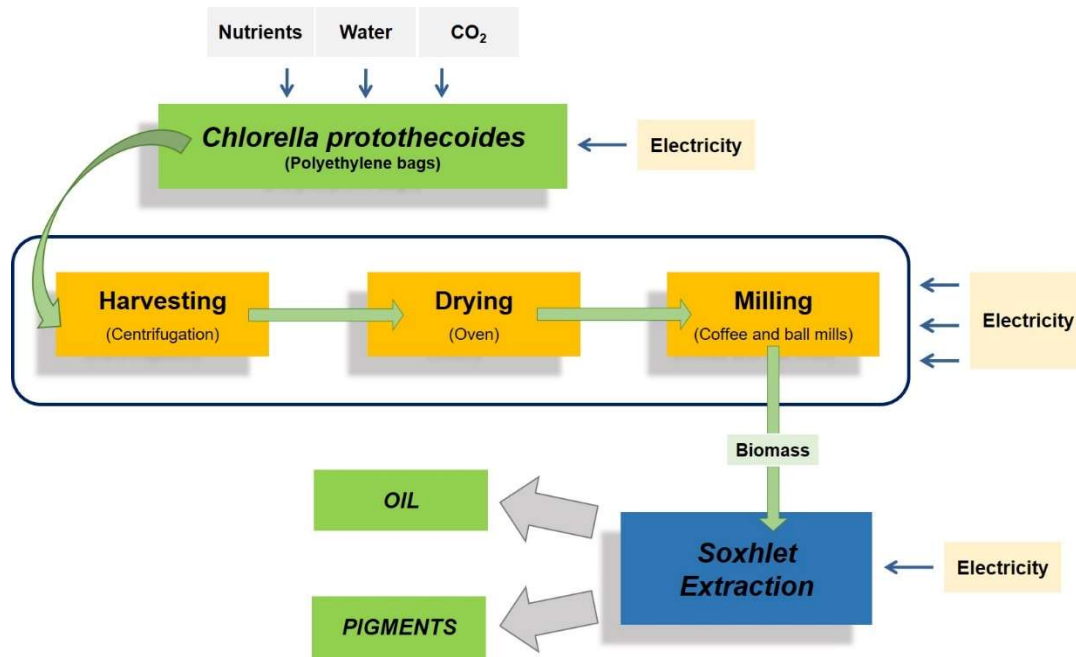 Nutrients
Water
CO₂
Chlorella protothecoides
(Polyethylene bags)
Electricity
Harvesting
(Centrifugation)
Drying
(Oven)
Milling
(Coffee and ball mills)
Electricity
Biomass
OIL
Soxhlet
Extraction
Electricity
PIGMENTS